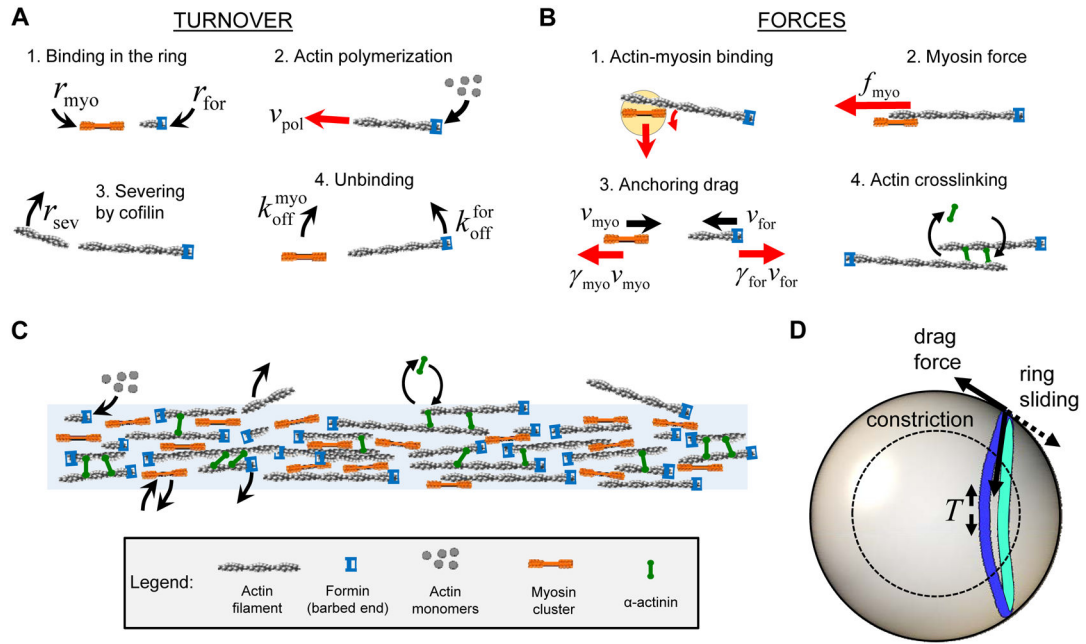 A
TURNOVER
1. Binding in the ring
r_myo
r_for
2. Actin polymerization
v_pol
3. Severing
by cofilin
r_sev
4. Unbinding
k_off^myo
k_off^for
B
FORCES
1. Actin-myosin binding
2. Myosin force
f_myo
3. Anchoring drag
v_myo
v_for
γ_myo v_myo
γ_for v_for
4. Actin crosslinking
C
D
drag
force
ring
sliding
constriction
T
Legend:
Actin
filament
Formin
(barbed end)
Actin
monomers
Myosin
cluster
α-actinin